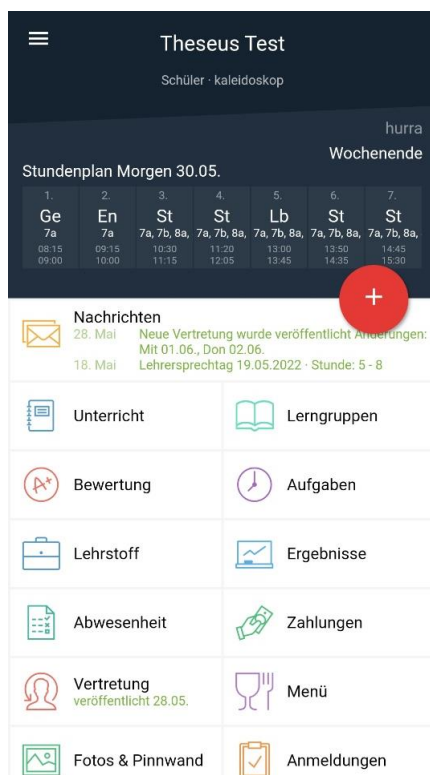 Theseus Test
Schüler · kaleidoskop
hurra
Wochenende
Stundenplan Morgen 30.05.
1. 2. 3. 4. 5. 6. 7.
Ge En St St Lb St St
7a 7a 7a, 7b, 8a, 7a, 7b, 8a, 7a, 7b, 8a, 7a, 7b, 8a, 7a, 7b, 8a,
08:15 09:15 10:30 11:20 13:00 13:50 14:45
09:00 10:00 11:15 12:05 13:45 14:35 15:30
+
Nachrichten
28. Mai Neue Vertretung wurde veröffentlicht Änderungen:
Mit 01.06., Don 02.06.
18. Mai Lehrersprechtag 19.05.2022 · Stunde: 5 - 8
Unterricht Lerngruppen
A+ Bewertung Aufgaben
Lehrstoff Ergebnisse
Abwesenheit Zahlungen
Vertretung Menü
veröffentlicht 28.05.
Fotos & Pinnwand Anmeldungen